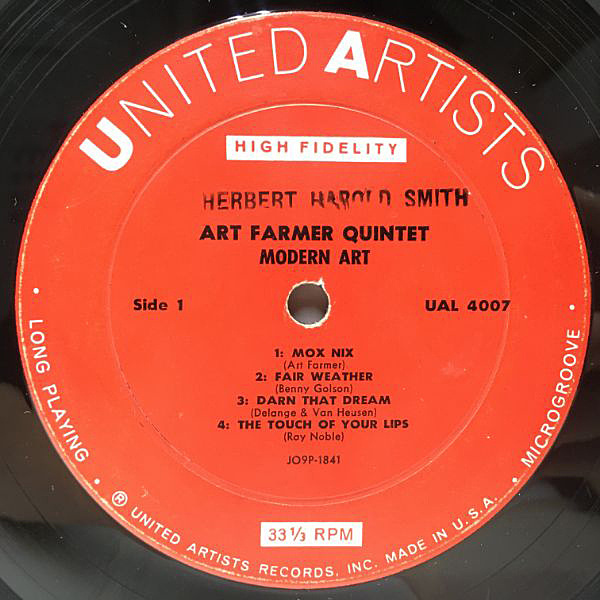 UNITED ARTISTS
HIGH FIDELITY
HERBERT HAROLD SMITH
ART FARMER QUINTET
MODERN ART
Side 1
UAL 4007
1: MOX NIX
(Art Farmer)
2: FAIR WEATHER
(Benny Golson)
3: DARN THAT DREAM
(Delange & Van Heusen)
4: THE TOUCH OF YOUR LIPS
(Ray Noble)
JO9P-1841
33 1/3 RPM
• LONG PLAYING • ® UNITED ARTISTS RECORDS, INC. MADE IN U.S.A. • MICROGROOVE •